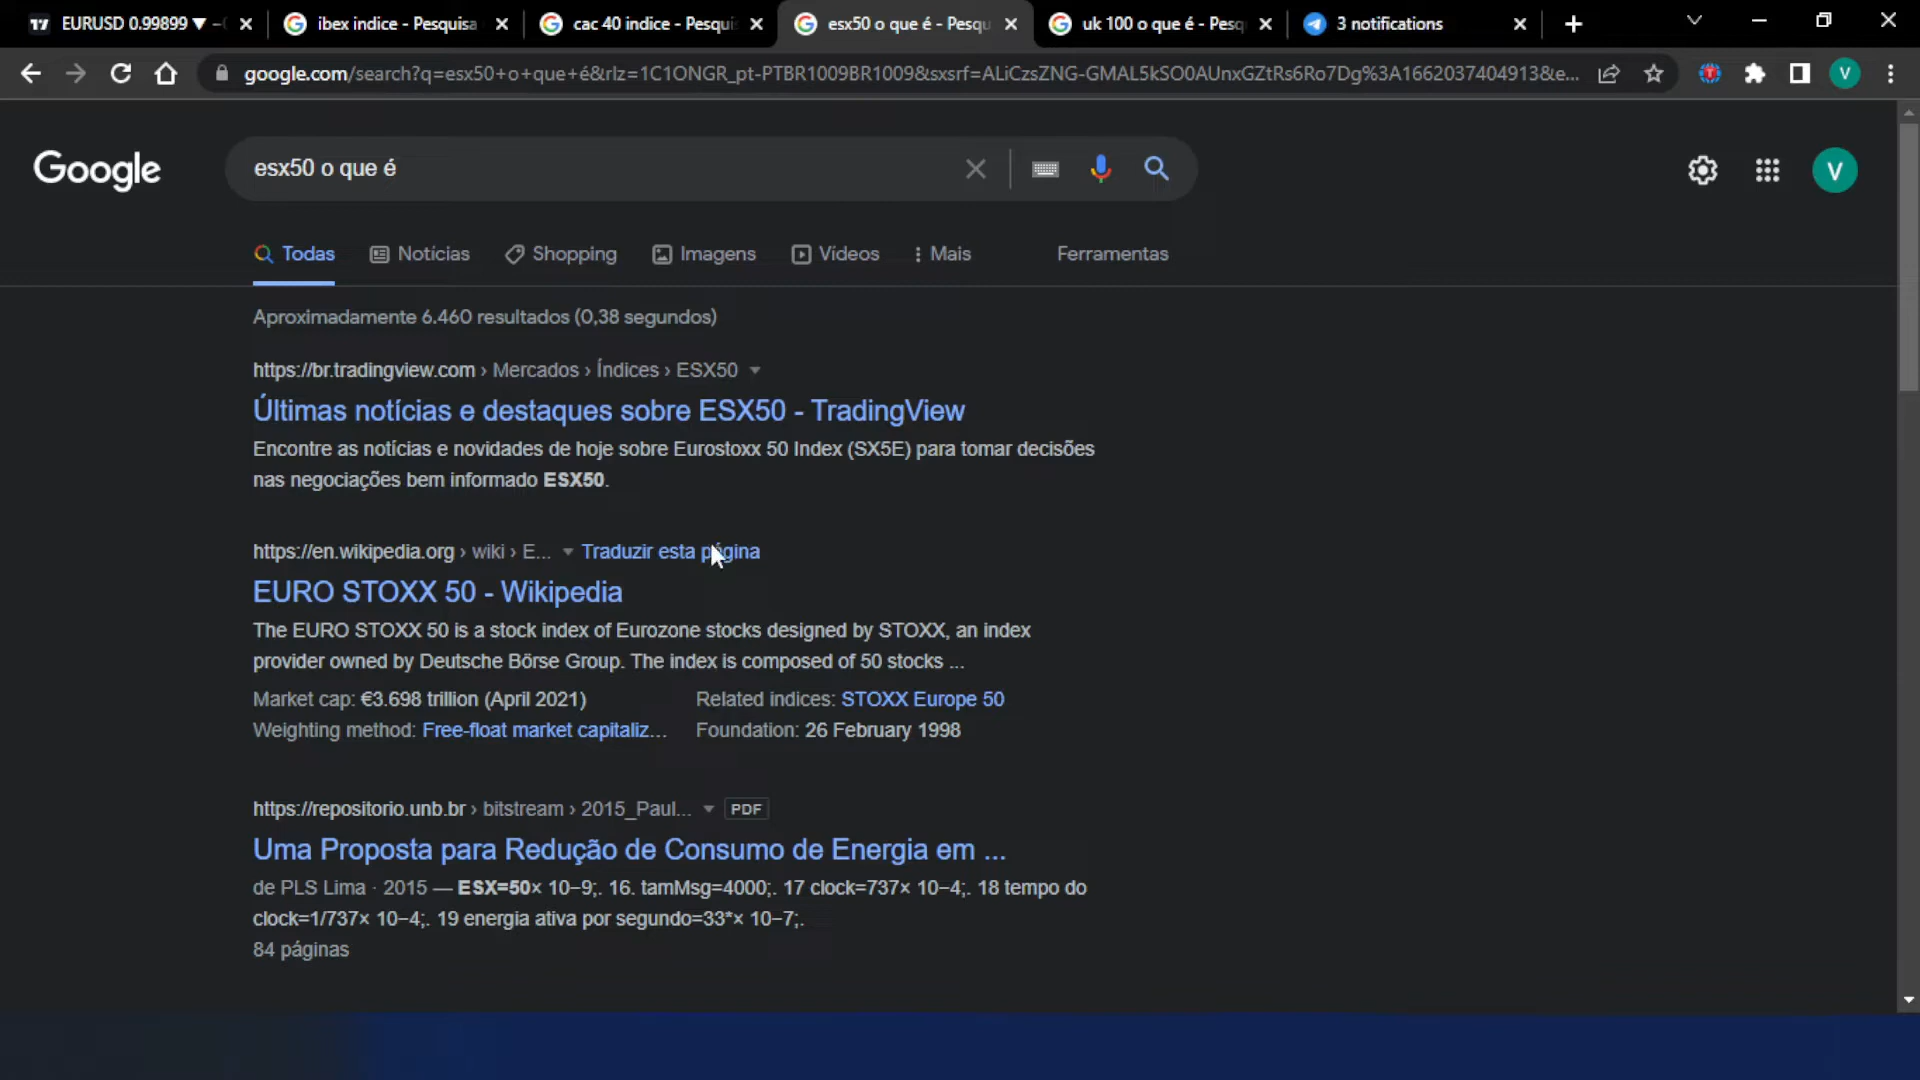 EURUSD 0.99899 ▼ −
ibex indice - Pesquisa
cac 40 indice - Pesqui
esx50 o que é - Pesqu
uk 100 o que é - Pesq
3 notifications
google.com/search?q=esx50+o+que+é&rlz=1C1ONGR_pt-PTBR1009BR1009&sxsrf=ALiCzsZNG-GMAL5kSO0AUnxGZtRs6Ro7Dg%3A1662037404913&e...
V
Google
esx50 o que é
V
Todas
Notícias
Shopping
Imagens
Vídeos
Mais
Ferramentas
Aproximadamente 6.460 resultados (0,38 segundos)
https://br.tradingview.com › Mercados › Índices › ESX50
Últimas notícias e destaques sobre ESX50 - TradingView
Encontre as notícias e novidades de hoje sobre Eurostoxx 50 Index (SX5E) para tomar decisões
nas negociações bem informado ESX50.
https://en.wikipedia.org › wiki › E... Traduzir esta página
EURO STOXX 50 - Wikipedia
The EURO STOXX 50 is a stock index of Eurozone stocks designed by STOXX, an index
provider owned by Deutsche Börse Group. The index is composed of 50 stocks ...
Market cap: €3.698 trillion (April 2021) Related indices: STOXX Europe 50
Weighting method: Free-float market capitaliz... Foundation: 26 February 1998
https://repositorio.unb.br › bitstream › 2015_Paul... PDF
Uma Proposta para Redução de Consumo de Energia em ...
de PLS Lima · 2015 — ESX=50× 10−9;. 16. tamMsg=4000;. 17 clock=737× 10−4;. 18 tempo do
clock=1/737× 10−4;. 19 energia ativa por segundo=33*× 10−7;.
84 páginas